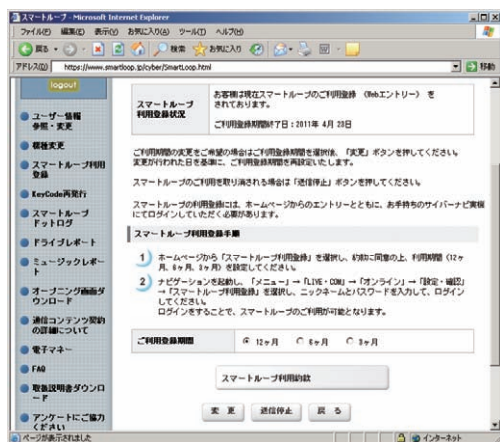 スマートループ - Microsoft Internet Explorer
ファイル(F) 編集(E) 表示(V) お気に入り(A) ツール(T) ヘルプ(H)
戻る 検索 お気に入り
アドレス(D) https://www.smartloop.jp/cyber/SmartLoop.html 移動
logout
ユーザー情報
参照・変更
機種変更
スマートループ利用
登録
KeyCode再発行
スマートループ
ドットログ
ドライブレポート
ミュージックレポー
ト
オープニング画面ダ
ウンロード
通信コンテンツ契約
の詳細について
電子マネー
FAQ
取扱説明書ダウンロ
ード
アンケートにご協力
ください
スマートループ
利用登録状況
お客様は現在スマートループのご利用登録 (Webエントリー) を
されております。
ご利用登録期間終了日:2011年 4月 23日
ご利用期間の変更をご希望の場合はご利用登録期間を選択後、「変更」ボタンを押してください。
変更が行われた日を基準に、ご利用登録期間を再設定いたします。
スマートループのご利用を取り消される場合は「送信停止」ボタンを押してください。
スマートループの利用登録には、ホームページからのエントリーとともに、お手持ちのサイバーナビ実機
にてログインしていただく必要があります。
スマートループ利用登録手順
1 ホームページから「スマートループ利用登録」を選択し、約款に同意の上、利用期間(12ヶ
月、6ヶ月、3ヶ月)を設定してください。
2 ナビゲーションを起動し、「メニュー」→「LIVE・COM」→「オンライン」→「設定・確認」
→「スマートループ利用登録」を選択し、ニックネームとパスワードを入力して、ログイン
してください。
ログインをすることで、スマートループのご利用が可能となります。
ご利用登録期間 12ヶ月 6ヶ月 3ヶ月
スマートループ利用約款
変 更 送信停止 戻 る
ページが表示されました インターネット